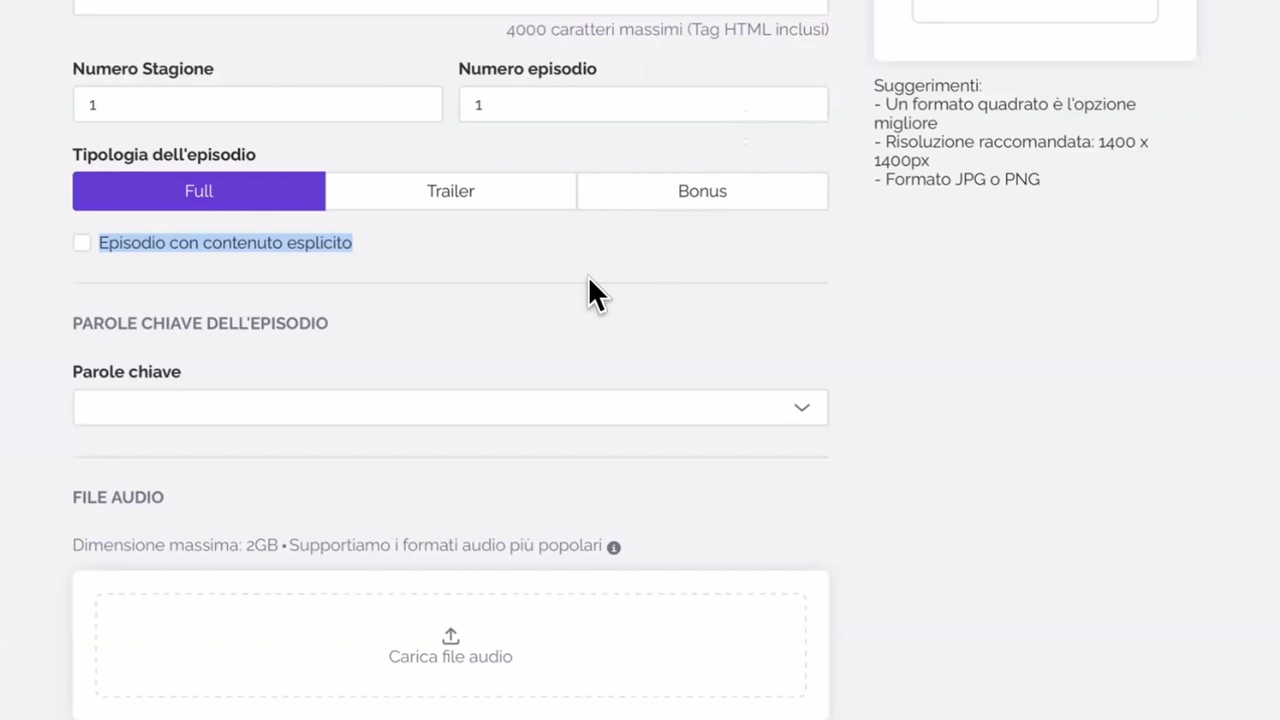 4000 caratteri massimi (Tag HTML inclusi)
Numero Stagione
Numero episodio
1
1
Tipologia dell'episodio
Full
Trailer
Bonus
Episodio con contenuto esplicito
PAROLE CHIAVE DELL'EPISODIO
Parole chiave
FILE AUDIO
Dimensione massima: 2GB • Supportiamo i formati audio più popolari
Carica file audio
Suggerimenti:
- Un formato quadrato è l'opzione
migliore
- Risoluzione raccomandata: 1400 x
1400px
- Formato JPG o PNG